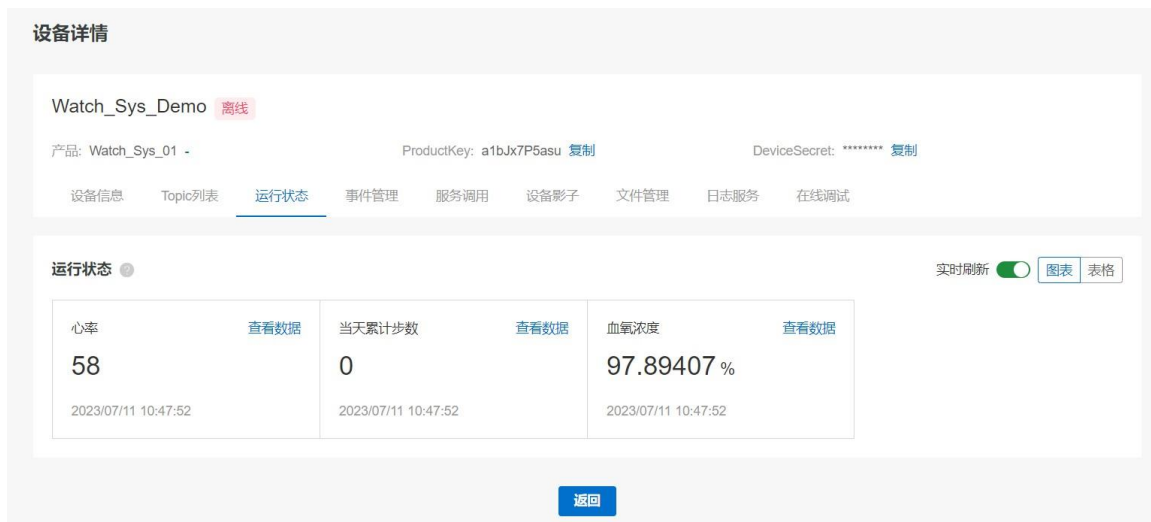 设备详情
Watch_Sys_Demo 离线
产品: Watch_Sys_01 - ProductKey: a1bJx7P5asu 复制 DeviceSecret: ******** 复制
设备信息 Topic列表 运行状态 事件管理 服务调用 设备影子 文件管理 日志服务 在线调试
运行状态 ? 实时刷新 图表 表格
心率 查看数据 当天累计步数 查看数据 血氧浓度 查看数据
58 0 97.89407 %
2023/07/11 10:47:52 2023/07/11 10:47:52 2023/07/11 10:47:52
返回